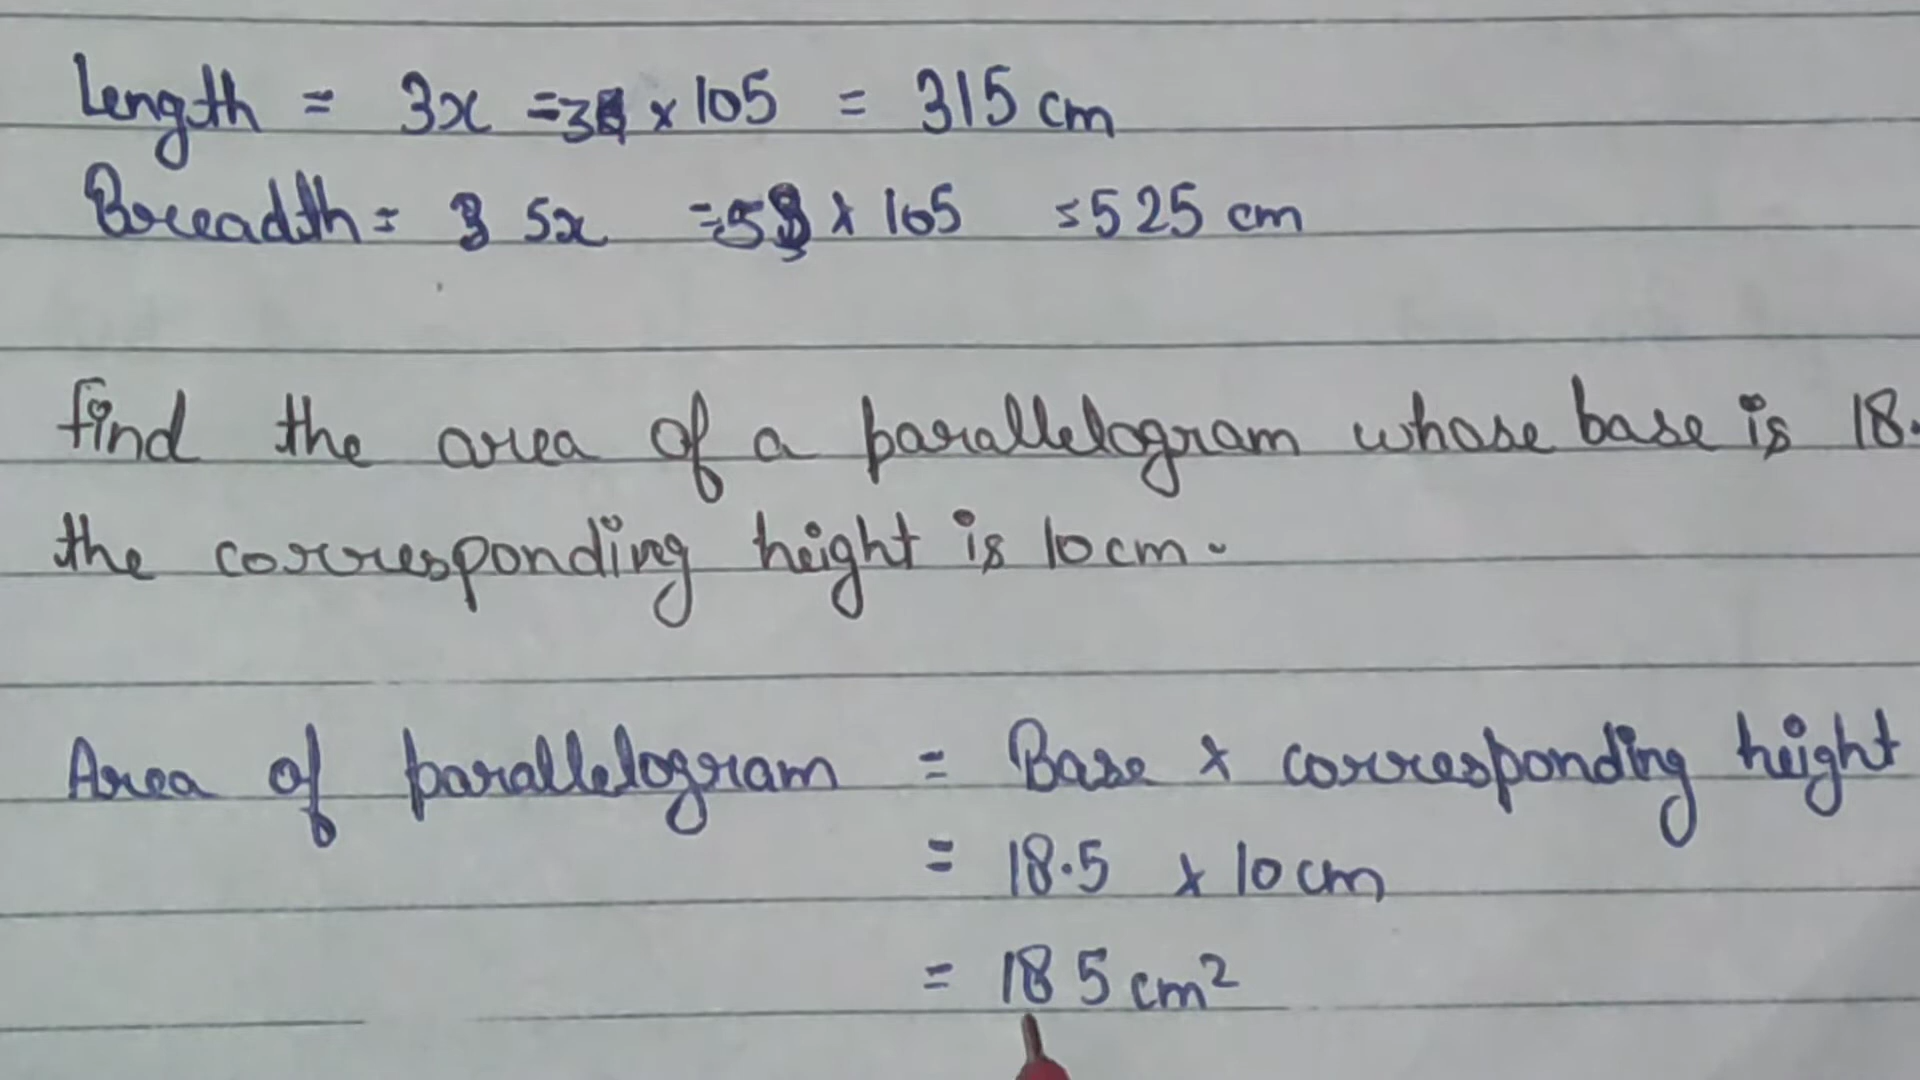 Length = 3x = 3 × 105 = 315 cm
Breadth = 5x = 5 × 105 = 525 cm
find the area of a parallelogram whose base is 18.
the corresponding height is 10 cm.
Area of parallelogram = Base × corresponding height
= 18.5 × 10 cm
= 185 cm²